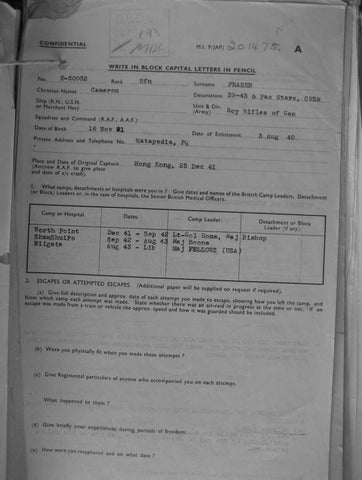 CONFIDENTIAL
M.I. 9/JAP/ 201475. A
WRITE IN BLOCK CAPITAL LETTERS IN PENCIL
No. E-30032 Rank Rfn Surname FRASER
Christian Names Cameron Decorations 39-45 & Pac Stars, CVSM
Ship (R.N., U.S.N. or Merchant Navy Unit & Div. (Army) Roy Rifles of Can
Squadron and Command (R.A.F., A.A.F.)
Date of Birth 16 Nov 21 Date of Enlistment 3 Aug 40
Private Address and Telephone No. Matapedia, PQ
Place and Date of Original Capture Hong Kong, 25 Dec 41
(Aircrew R.A.F. to give place
and date of a/c crash).
1. What camps, detachments or hospitals were you in ? Give dates and names of the British Camp Leaders, Detachment
(or Block) Leaders or, in the case of hospitals, the Senior British Medical Officers.
Camp or Hospital. Dates. Camp Leader. Detachment or Block Leader (if any).
North Point Dec 41 - Sep 42 Lt-Col Home, Maj Bishop
ShamShuiPo Sep 42 - Aug 43 Maj Boone
Niigata Aug 43 - Lib Maj FELLOWZ (USA)
2. ESCAPES OR ATTEMPTED ESCAPES. (Additional paper will be supplied on request if required).
(a) Give full description and approx. date of each attempt you made to escape, showing how you left the camp, and
from which camp each attempt was made. State whether there was an air-raid in progress at the time or not. If an
escape was made from a train or vehicle the approx. speed and how it was guarded should be included.
(b) Were you physically fit when you made these attempts ?
(c) Give Regimental particulars of anyone who accompanied you on each attempt.
What happened to them ?
(d) Give briefly your experiences during periods of freedom.
(e) How were you recaptured and on what date ?